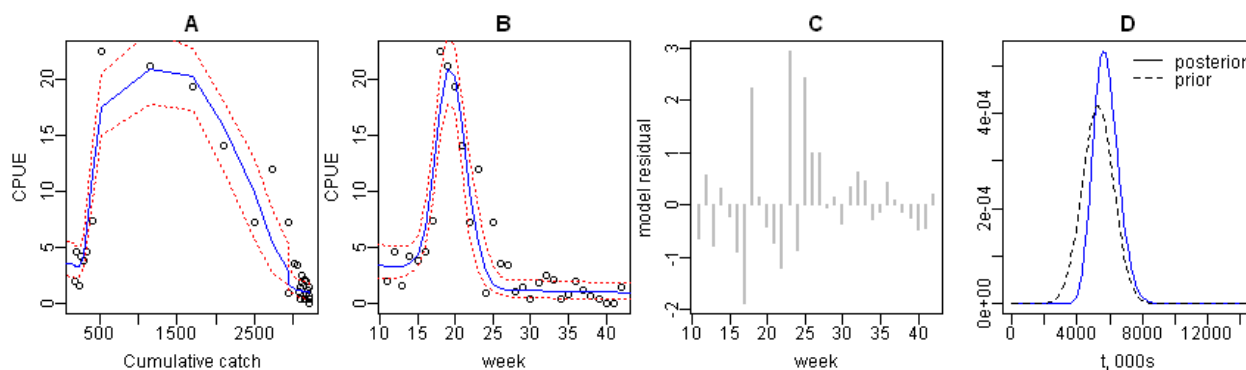 A
B
C
D
CPUE
0 5 10 15 20
500 1500 2500
Cumulative catch
CPUE
0 5 10 15 20
10 15 20 25 30 35 40
week
model residual
-2 -1 0 1 2 3
10 15 20 25 30 35 40
week
0e+00 2e-04 4e-04
0 4000 8000 14000
t, 000s
posterior
prior